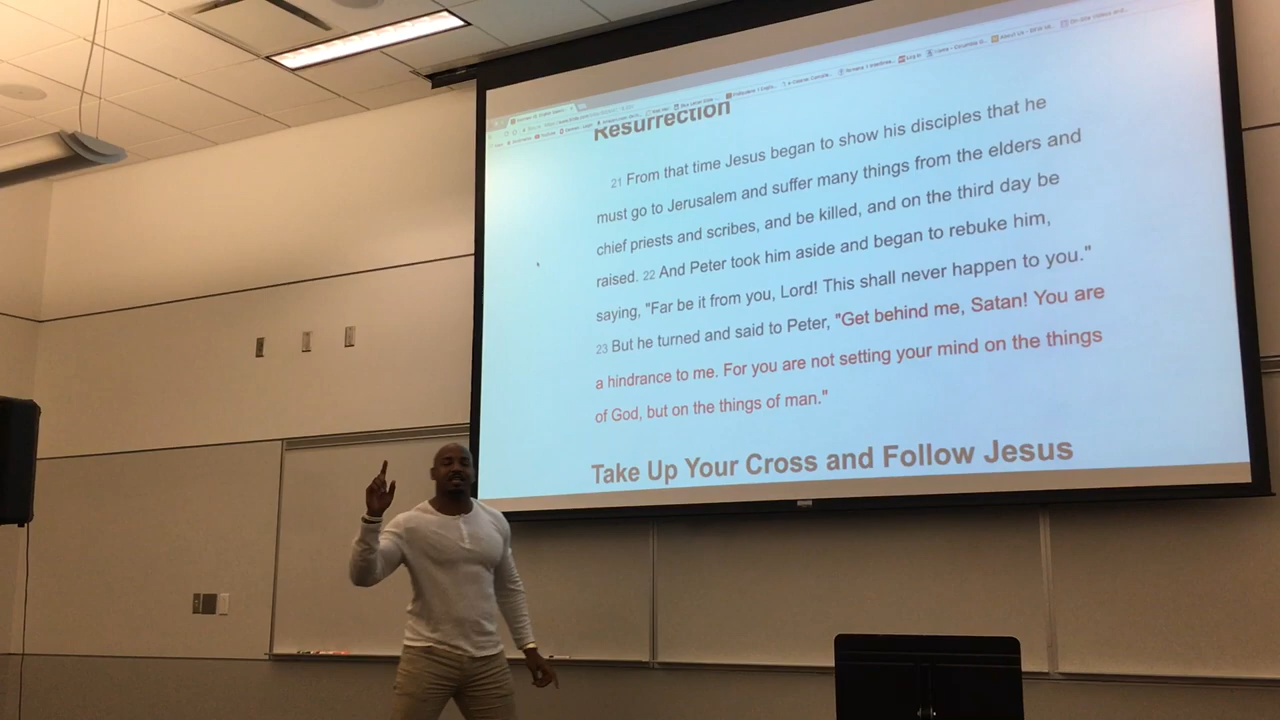 Resurrection
21 From that time Jesus began to show his disciples that he
must go to Jerusalem and suffer many things from the elders and
chief priests and scribes, and be killed, and on the third day be
raised. 22 And Peter took him aside and began to rebuke him,
saying, "Far be it from you, Lord! This shall never happen to you."
23 But he turned and said to Peter, "Get behind me, Satan! You are
a hindrance to me. For you are not setting your mind on the things
of God, but on the things of man."
Take Up Your Cross and Follow Jesus